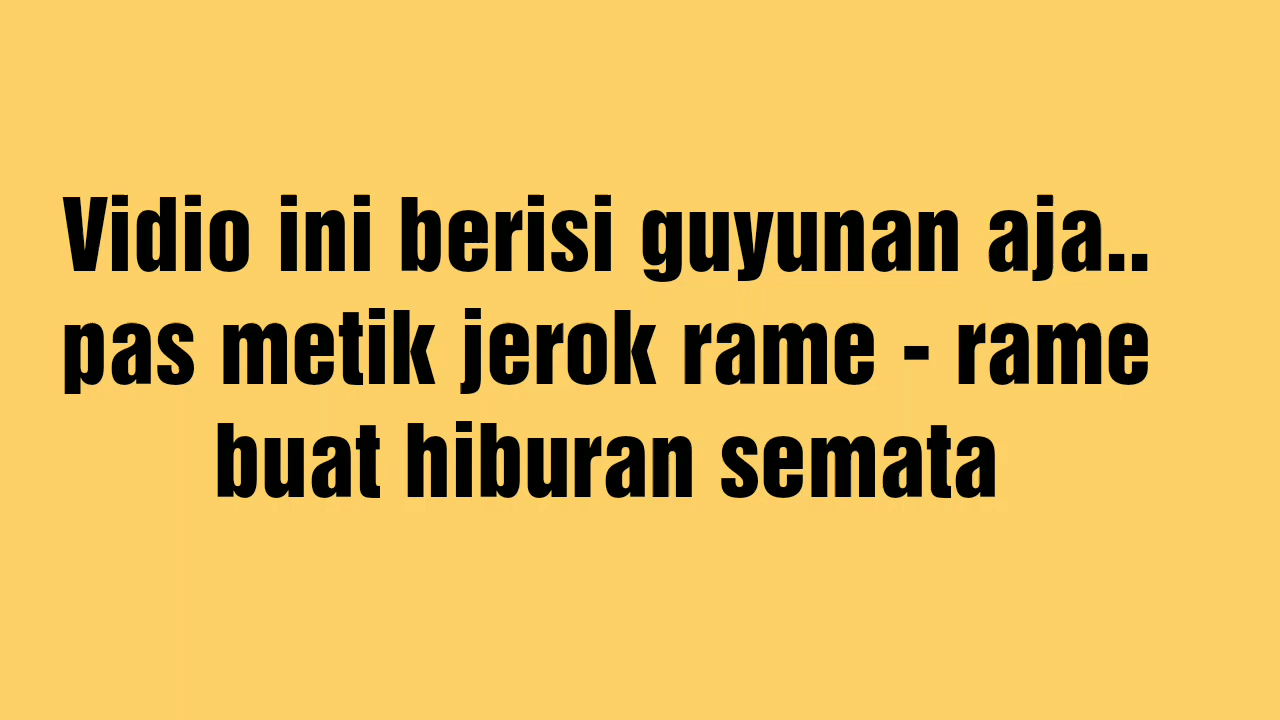 Vidio ini berisi guyunan aja..
pas metik jerok rame - rame
buat hiburan semata